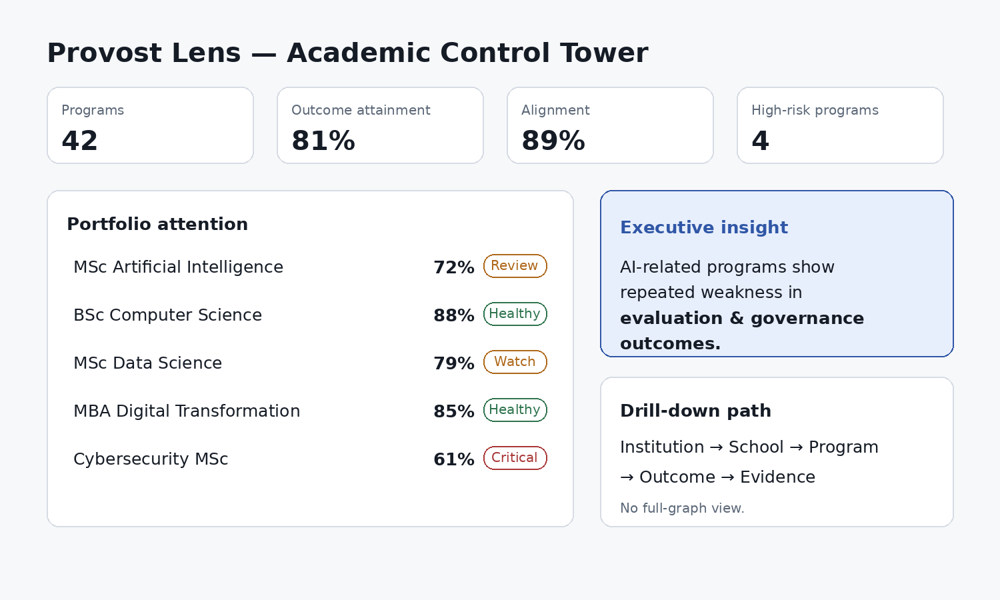 Provost Lens — Academic Control Tower
Programs
42
Outcome attainment
81%
Alignment
89%
High-risk programs
4
Portfolio attention
MSc Artificial Intelligence 72% Review
BSc Computer Science 88% Healthy
MSc Data Science 79% Watch
MBA Digital Transformation 85% Healthy
Cybersecurity MSc 61% Critical
Executive insight
AI-related programs show
repeated weakness in
evaluation & governance
outcomes.
Drill-down path
Institution → School → Program
→ Outcome → Evidence
No full-graph view.